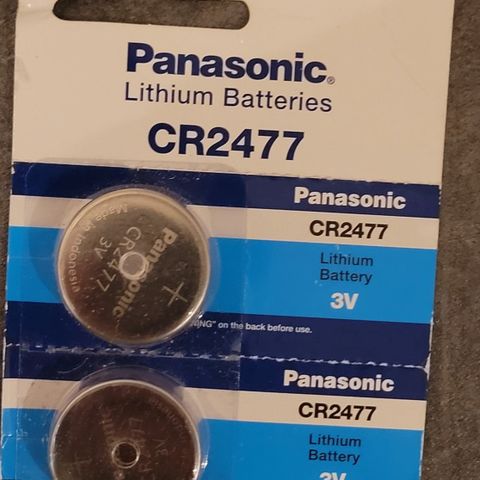 Panasonic®
Lithium Batteries
CR2477
Panasonic
CR2477
Lithium
Battery
3V
Panasonic
CR2477
3V
Made in Indonesia
+
NING" on the back before use.
Panasonic
CR2477
Lithium
Battery
3V